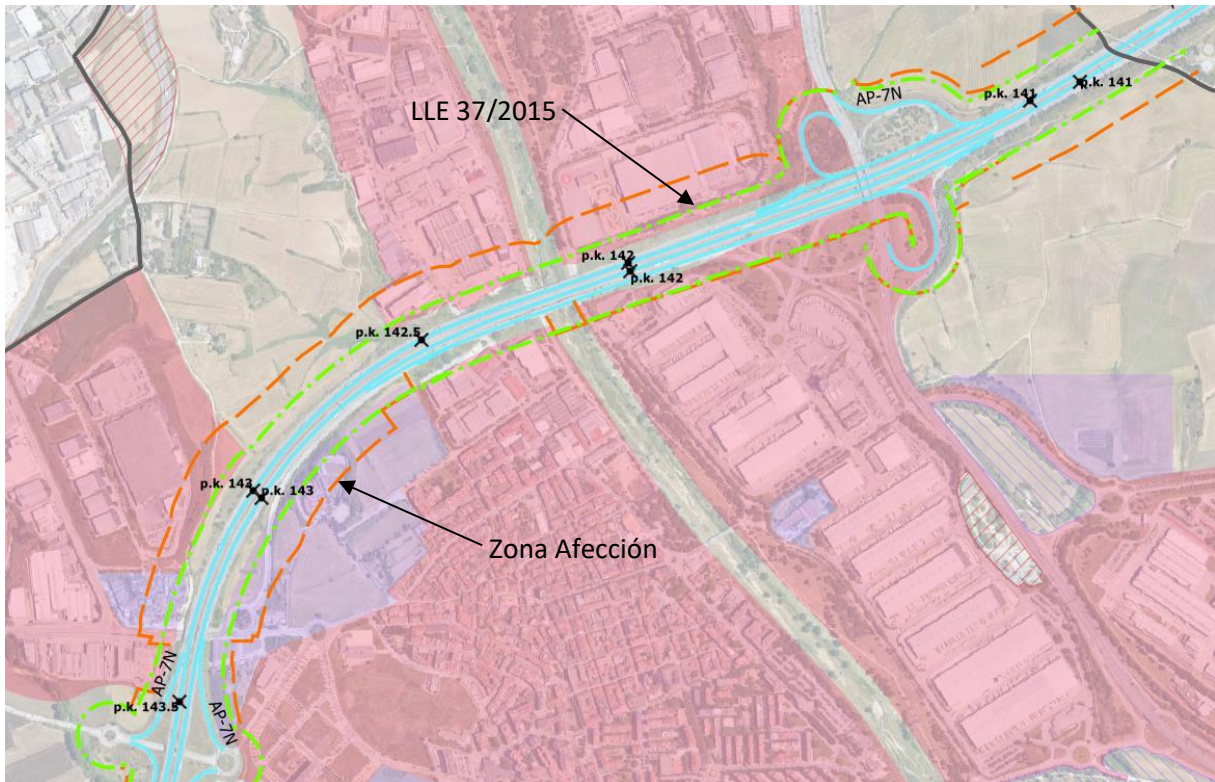 LLE 37/2015
AP-7N
p.k. 141
p.k. 141
p.k. 142
p.k. 142
p.k. 142.5
p.k. 143
p.k. 143
Zona Afección
AP-7N
p.k. 143.5
AP-7N